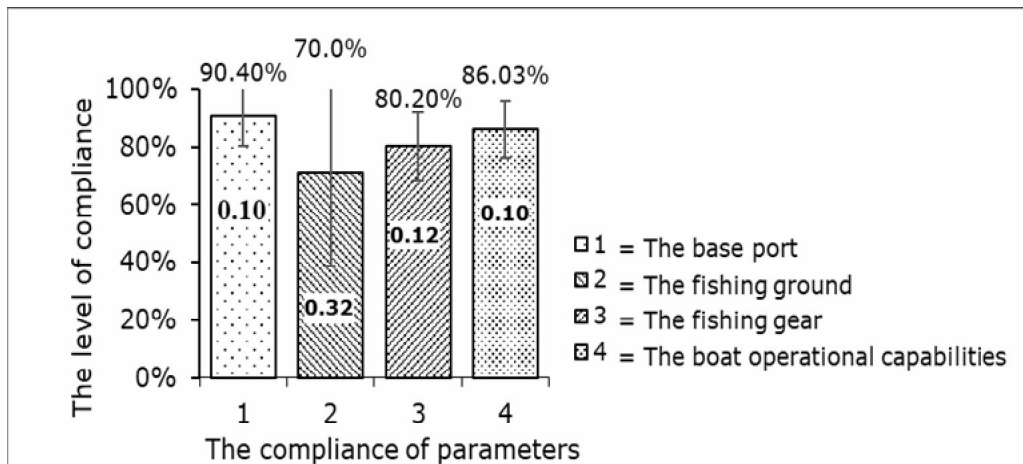 70.0%
90.40%
86.03%
80.20%
100%
80%
60%
40%
20%
0%
The level of compliance
0.10
0.32
0.12
0.10
1 2 3 4
The compliance of parameters
1 = The base port
2 = The fishing ground
3 = The fishing gear
4 = The boat operational capabilities